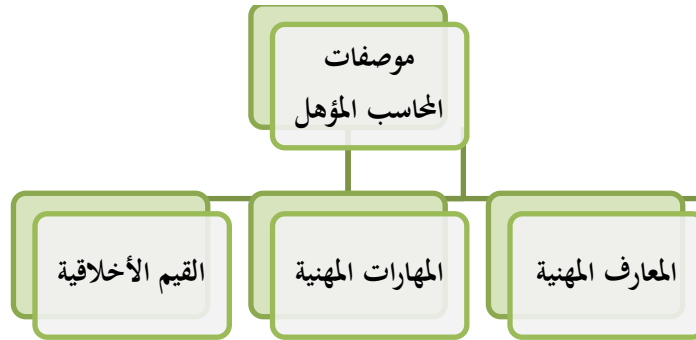 موصفات
المحاسب المؤهل
المعارف المهنية
المهارات المهنية
القيم الأخلاقية